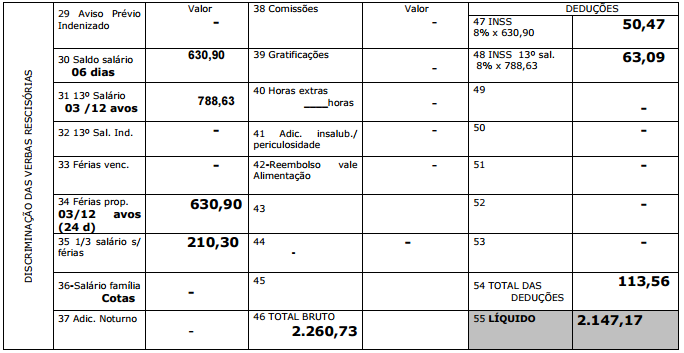 DISCRIMINAÇÃO DAS VERBAS RESCISÓRIAS
29 Aviso Prévio
Indenizado
Valor
-
38 Comissões
Valor
-
DEDUÇÕES
47 INSS
8% x 630,90
50,47
30 Saldo salário
06 dias
630,90
39 Gratificações
-
48 INSS 13º sal.
8% x 788,63
63,09
31 13º Salário
03 /12 avos
788,63
40 Horas extras
____horas
-
49
-
32 13º Sal. Ind.
-
41 Adic. insalub./
periculosidade
-
50
-
33 Férias venc.
-
42-Reembolso vale
Alimentação
-
51
-
34 Férias prop.
03/12 avos
(24 d)
630,90
43
52
-
35 1/3 salário s/
férias
210,30
44
-
-
53
-
36-Salário família
Cotas
-
45
54 TOTAL DAS
DEDUÇÕES
113,56
37 Adic. Noturno
-
46 TOTAL BRUTO
2.260,73
55 LÍQUIDO
2.147,17